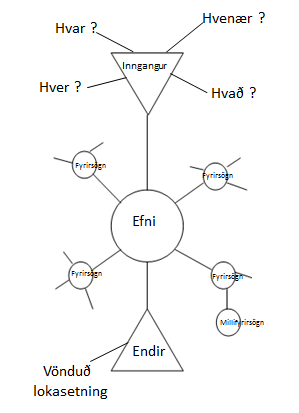 Hvar ?
Hvenær ?
Inngangur
Hver ?
Hvað ?
Fyrirsögn
Fyrirsögn
Efni
Fyrirsögn
Fyrirsögn
Millifyrirsögn
Endir
Vönduð
lokasetning